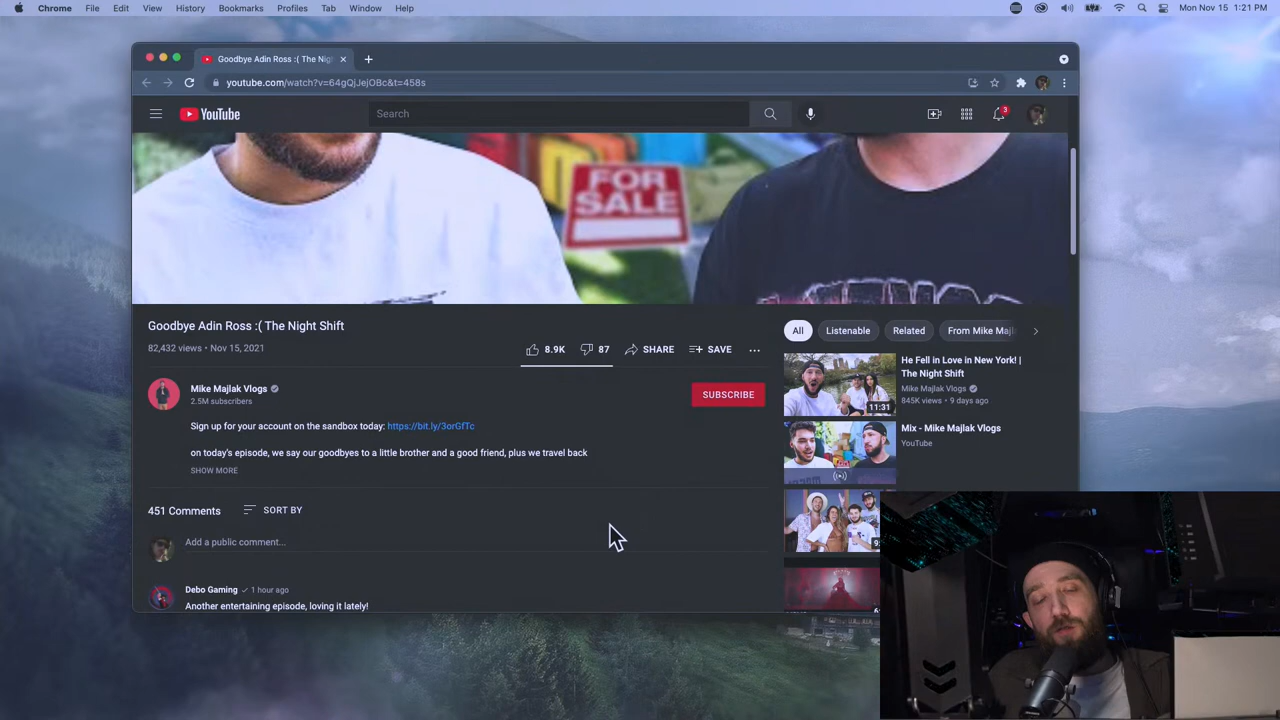 Chrome File Edit View History Bookmarks Profiles Tab Window Help
Mon Nov 15 1:21 PM
Goodbye Adin Ross :( The Nig
youtube.com/watch?v=64gQjJejOBc&t=458s
YouTube
Search
3
FOR
SALE
Goodbye Adin Ross :( The Night Shift
82,432 views • Nov 15, 2021
8.9K 87 SHARE SAVE
Mike Majlak Vlogs
2.5M subscribers
SUBSCRIBE
Sign up for your account on the sandbox today: https://bit.ly/3orGfTc
on today's episode, we say our goodbyes to a little brother and a good friend, plus we travel back
SHOW MORE
451 Comments SORT BY
Add a public comment...
Debo Gaming 1 hour ago
Another entertaining episode, loving it lately!
All Listenable Related From Mike Maj
11:31
He Fell in Love in New York! |
The Night Shift
Mike Majlak Vlogs
845K views • 9 days ago
Mix - Mike Majlak Vlogs
YouTube